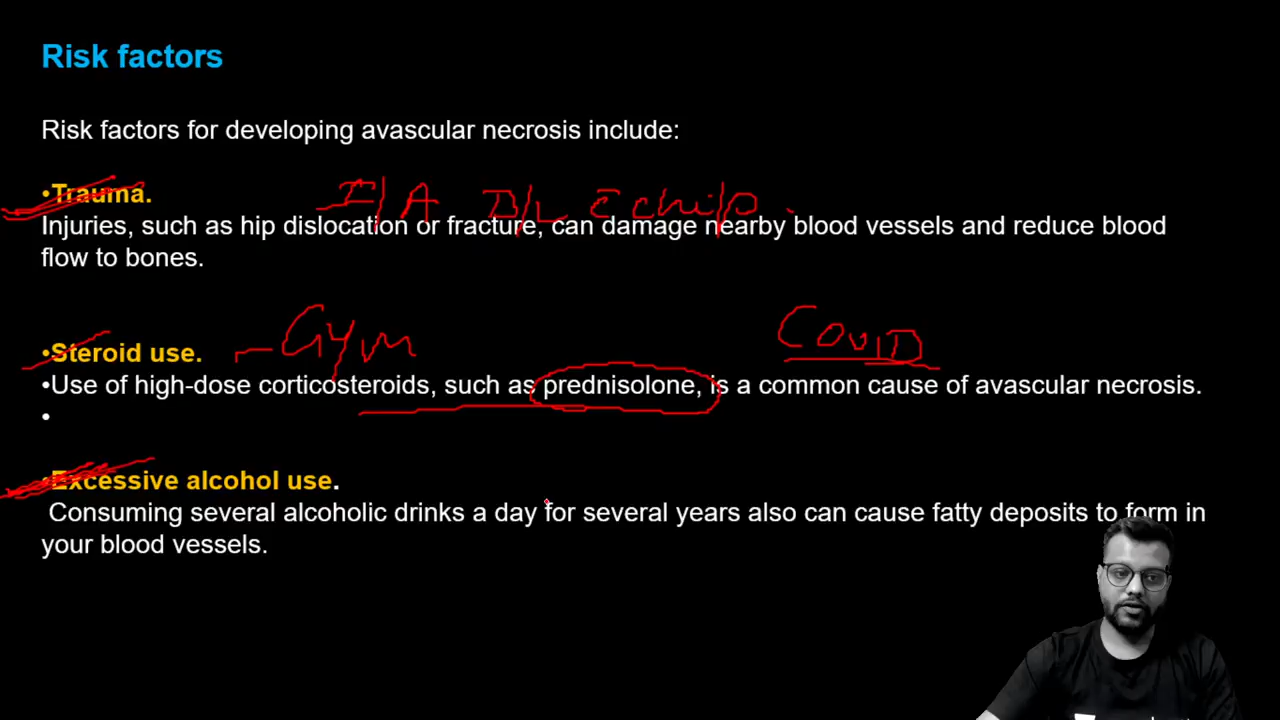 Risk factors
Risk factors for developing avascular necrosis include:
•Trauma.
I/A D/L c̄ chip
Injuries, such as hip dislocation or fracture, can damage nearby blood vessels and reduce blood
flow to bones.
Gym COVID
•Steroid use.
•Use of high-dose corticosteroids, such as prednisolone, is a common cause of avascular necrosis.
•
•Excessive alcohol use.
Consuming several alcoholic drinks a day for several years also can cause fatty deposits to form in
your blood vessels.